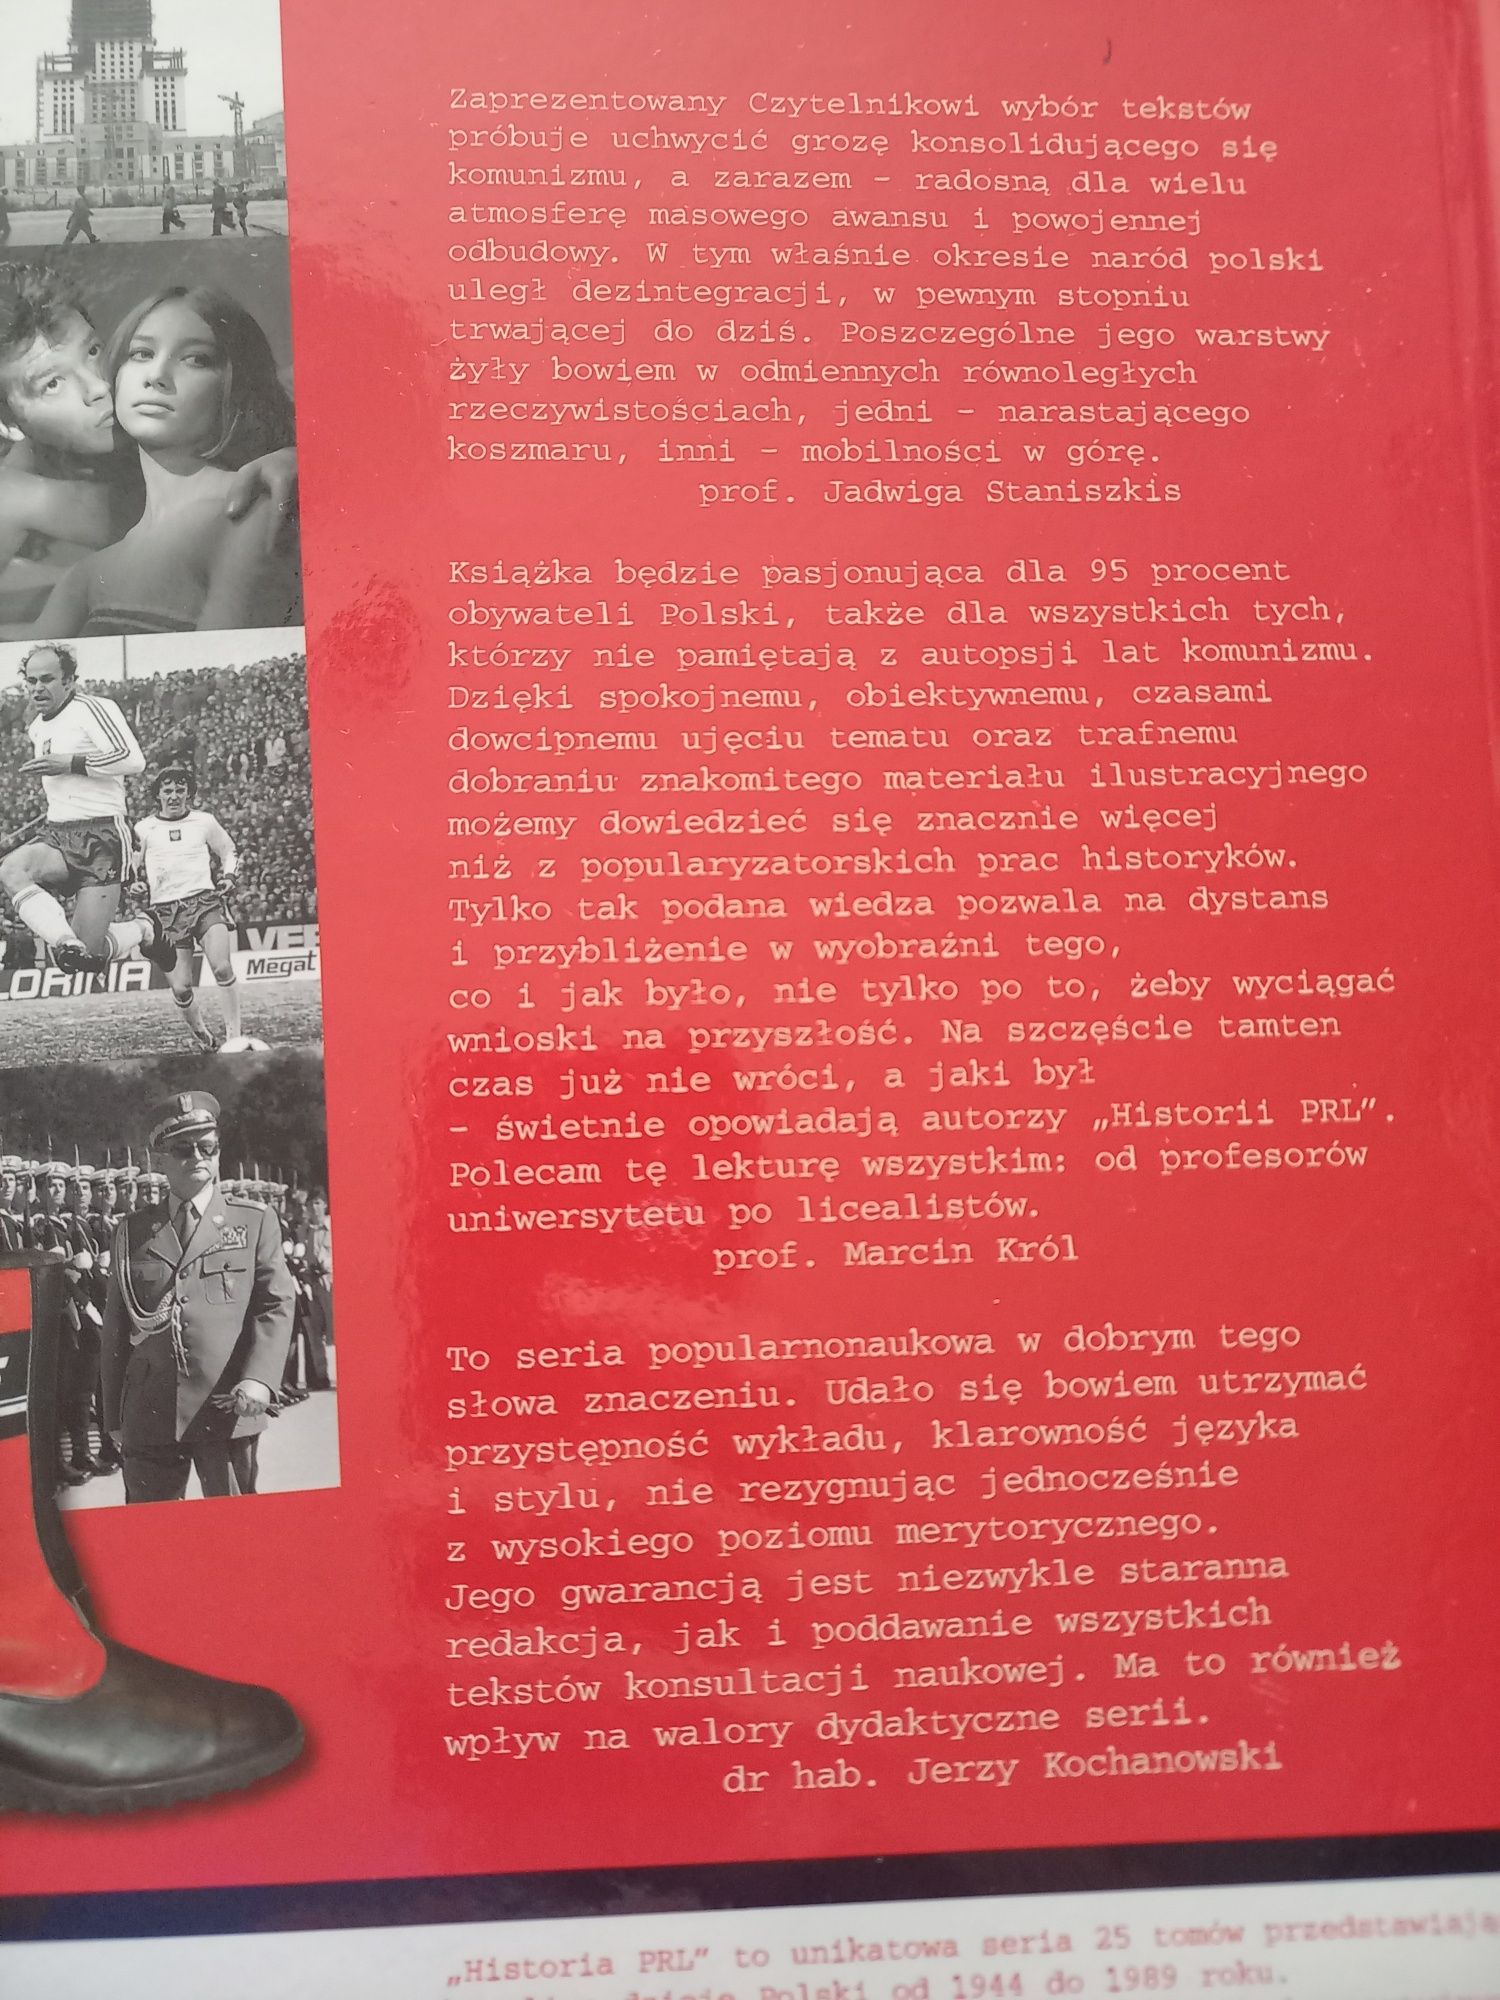 Zaprezentowany Czytelnikowi wybór tekstów
próbuje uchwycić grozę konsolidującego się
komunizmu, a zarazem – radosną dla wielu
atmosferę masowego awansu i powojennej
odbudowy. W tym właśnie okresie naród polski
uległ dezintegracji, w pewnym stopniu
trwającej do dziś. Poszczególne jego warstwy
żyły bowiem w odmiennych równoległych
rzeczywistościach, jedni – narastającego
koszmaru, inni – mobilności w górę.
prof. Jadwiga Staniszkis
Książka będzie pasjonująca dla 95 procent
obywateli Polski, także dla wszystkich tych,
którzy nie pamiętają z autopsji lat komunizmu.
Dzięki spokojnemu, obiektywnemu, czasami
dowcipnemu ujęciu tematu oraz trafnemu
dobraniu znakomitego materiału ilustracyjnego
możemy dowiedzieć się znacznie więcej
niż z popularyzatorskich prac historyków.
Tylko tak podana wiedza pozwala na dystans
i przybliżenie w wyobraźni tego,
co i jak było, nie tylko po to, żeby wyciągać
wnioski na przyszłość. Na szczęście tamten
czas już nie wróci, a jaki był
– świetnie opowiadają autorzy „Historii PRL”.
Polecam tę lekturę wszystkim: od profesorów
uniwersytetu po licealistów.
prof. Marcin Król
To seria popularnonaukowa w dobrym tego
słowa znaczeniu. Udało się bowiem utrzymać
przystępność wykładu, klarowność języka
i stylu, nie rezygnując jednocześnie
z wysokiego poziomu merytorycznego.
Jego gwarancją jest niezwykle staranna
redakcja, jak i poddawanie wszystkich
tekstów konsultacji naukowej. Ma to również
wpływ na walory dydaktyczne serii.
dr hab. Jerzy Kochanowski
„Historia PRL” to unikatowa seria 25 tomów
dzieje Polski od 1944 do 1989 roku.
Megat